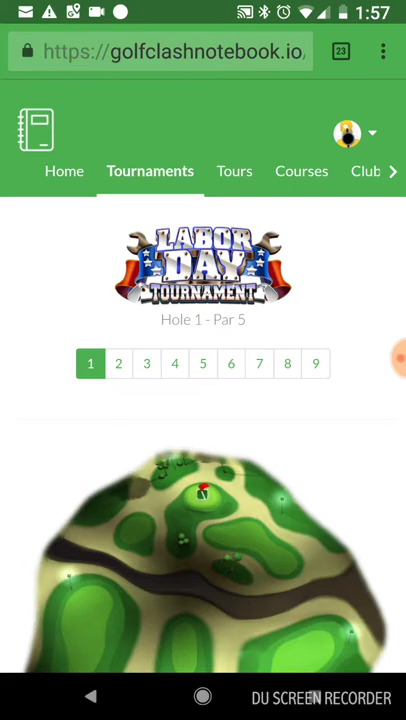 1:57
https://golfclashnotebook.io,
23
Home Tournaments Tours Courses Club
LABOR
DAY
TOURNAMENT
Hole 1 - Par 5
1 2 3 4 5 6 7 8 9
DU SCREEN RECORDER